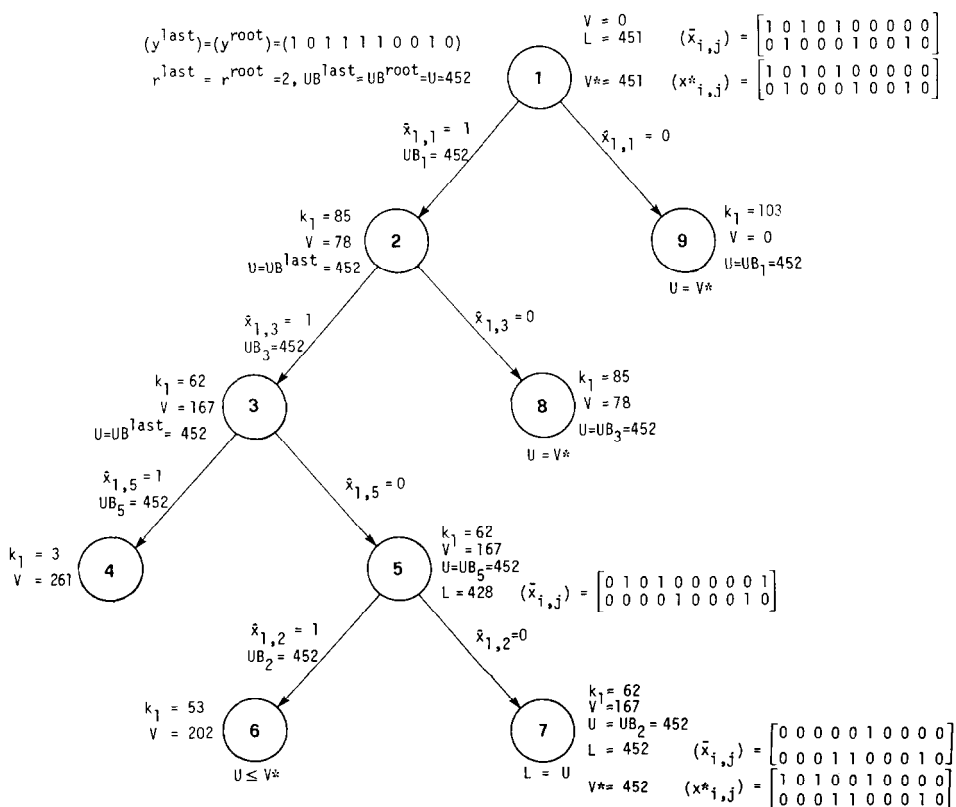 (y^last)=(y^root)=(1 0 1 1 1 1 0 0 1 0)
r^last = r^root =2, UB^last=UB^root=U=452
V = 0
L = 451 (x̄i,j) = [1 0 1 0 1 0 0 0 0 0
0 1 0 0 0 1 0 0 1 0]
1
V*= 451 (x*i,j) = [1 0 1 0 1 0 0 0 0 0
0 1 0 0 0 1 0 0 1 0]
x̂1,1 = 1
UB1 = 452
x̂1,1 = 0
k1 = 85
V = 78
U=UB^last = 452
2
9
k1 = 103
V = 0
U=UB1=452
U = V*
x̂1,3 = 1
UB3=452
x̂1,3 = 0
k1 = 62
V = 167
U=UB^last= 452
3
8
k1 = 85
V = 78
U=UB3=452
U = V*
x̂1,5 = 1
UB5 = 452
x̂1,5 = 0
k1 = 3
V = 261
4
5
k1 = 62
V = 167
U=UB5=452
L = 428 (x̄i,j) = [0 1 0 1 0 0 0 0 0 1
0 0 0 0 1 0 0 0 1 0]
x̂1,2 = 1
UB2 = 452
x̂1,2=0
k1 = 53
V = 202
6
U ≤ V*
7
L = U
k1 = 62
V =167
U = UB2 = 452
L = 452 (x̄i,j) = [0 0 0 0 0 1 0 0 0 0
0 0 0 1 1 0 0 0 1 0]
V*= 452 (x*i,j) = [1 0 1 0 0 1 0 0 0 0
0 0 0 1 1 0 0 0 1 0]